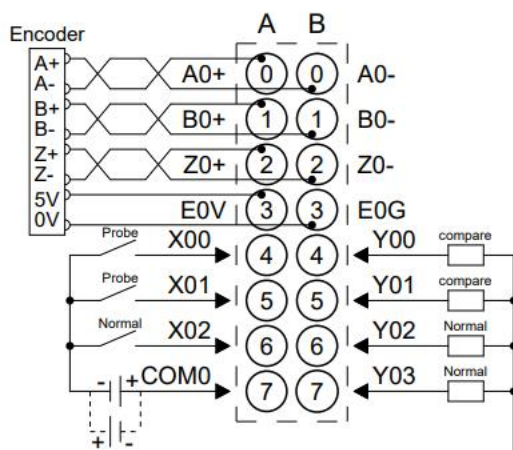 A B
Encoder
A+ A0+ 0 0 A0-
A-
B+ B0+ 1 1 B0-
B-
Z+ Z0+ 2 2 Z0-
Z-
5V E0V 3 3 E0G
0V
Probe X00 4 4 Y00 compare
Probe X01 5 5 Y01 compare
Normal X02 6 6 Y02 Normal
- + COM0 7 7 Y03 Normal
+ -